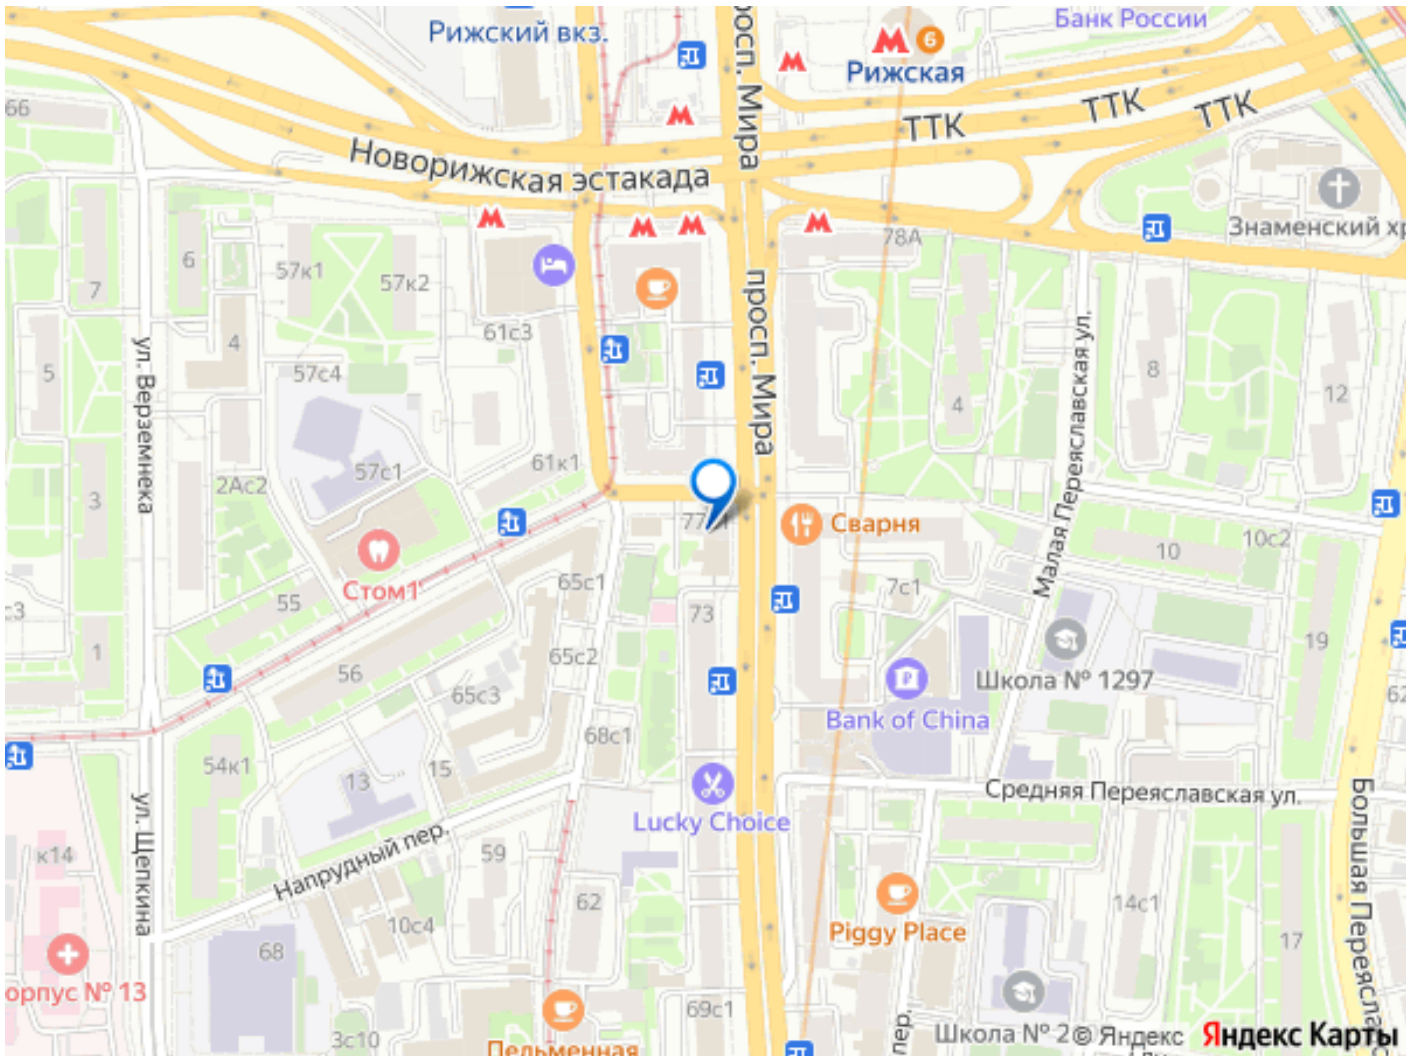 Рижский вкз.
Банк России
6
Рижская
просп. Мира
ТТК
ТТК
ТТК
66
Новорижская эстакада
Знаменский хр
78А
6
57к1
57к2
7
просп. Мира
61с3
4
ул. Верземнека
5
57с4
8
12
4
Малая Переяславская ул.
61к1
57с1
2Ас2
3
Сварня
10
10с2
Стом1
65с1
7с1
55
73
1
19
65с2
56
65с3
Школа № 1297
62
Bank of China
68с1
54к1
15
13
Lucky Choice
Средняя Переяславская ул.
ул. Щепкина
Напрудный пер.
к14
59
62
14с1
10с4
Piggy Place
17
68
орпус № 13
69с1
3с10
Пельменная
пер.
Школа № 2
© Яндекс
Яндекс Карты